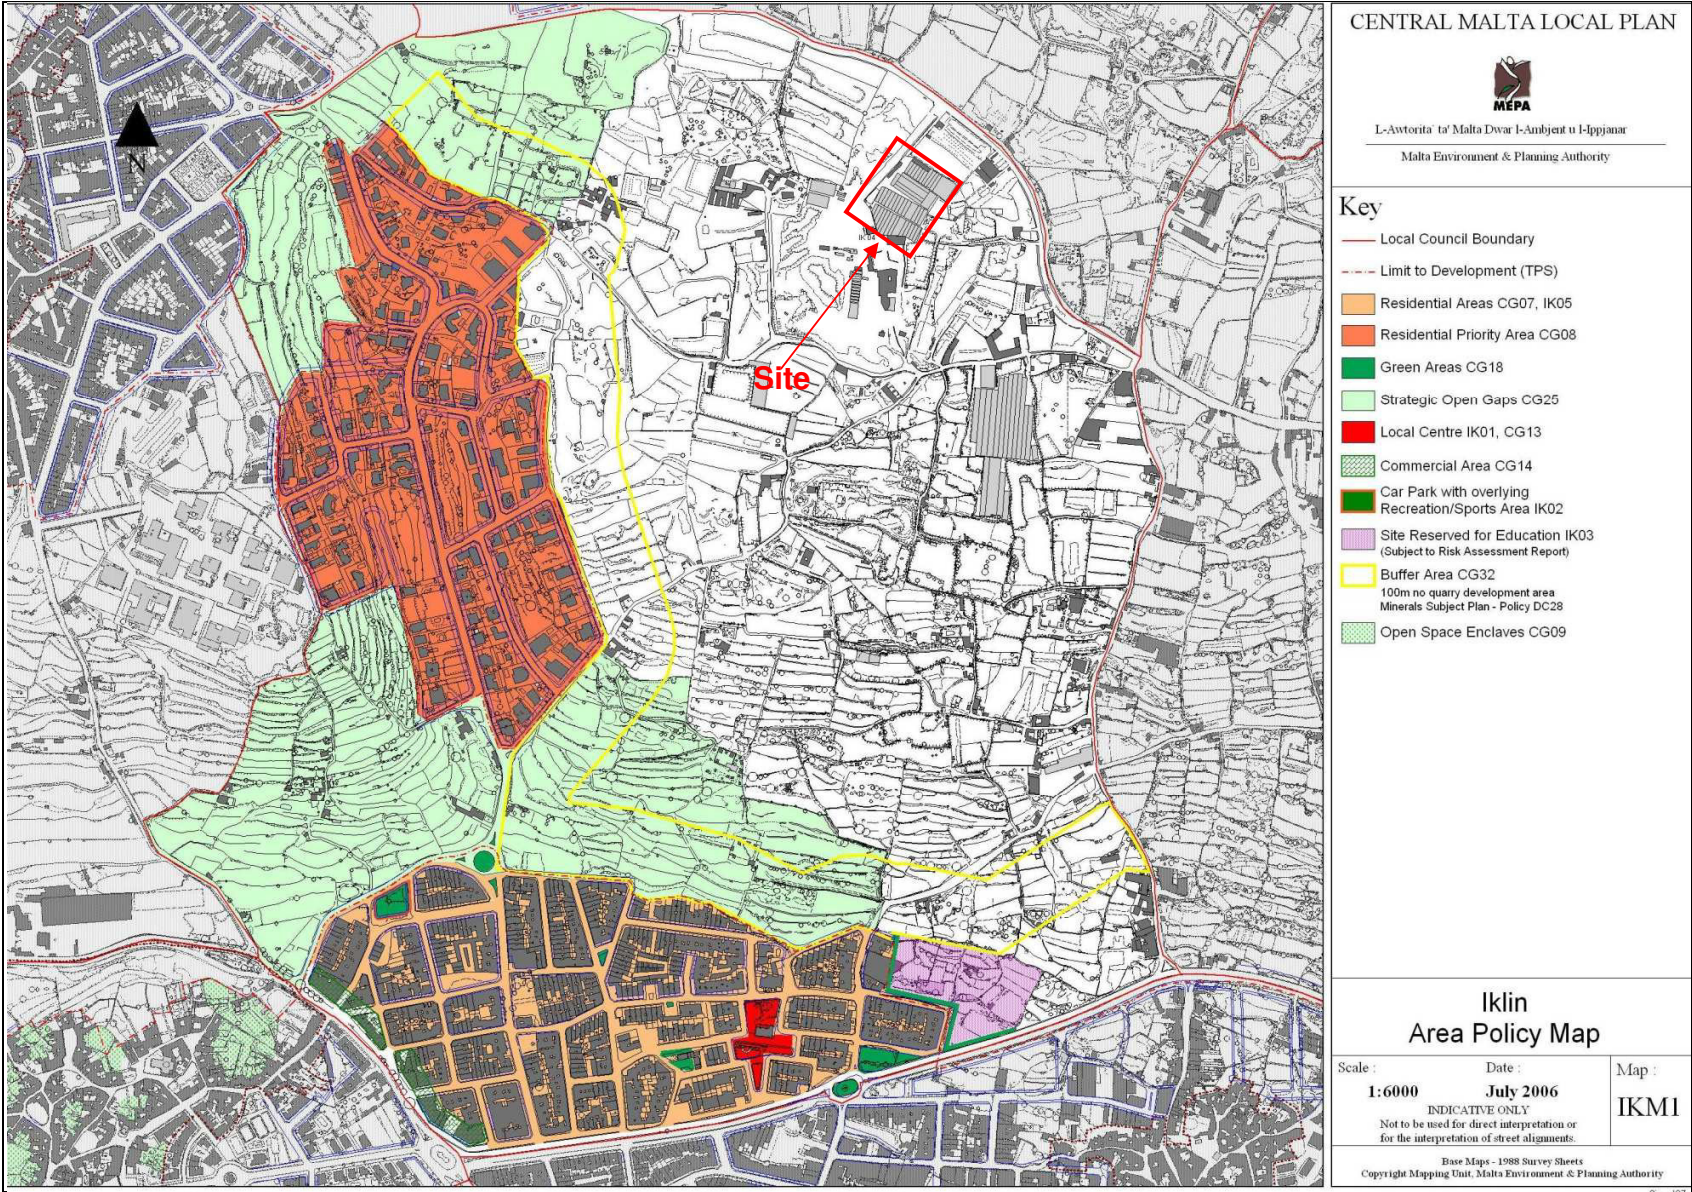 CENTRAL MALTA LOCAL PLAN
MEPA
L-Awtorita' ta' Malta Dwar l-Ambjent u l-Ippjanar
Malta Environment & Planning Authority
Key
Local Council Boundary
Limit to Development (TPS)
Residential Areas CG07, IK05
Residential Priority Area CG08
Green Areas CG18
Strategic Open Gaps CG25
Local Centre IK01, CG13
Commercial Area CG14
Car Park with overlying
Recreation/Sports Area IK02
Site Reserved for Education IK03
(Subject to Risk Assessment Report)
Buffer Area CG32
100m no quarry development area
Minerals Subject Plan - Policy DC28
Open Space Enclaves CG09
N
IK 04
Site
Iklin
Area Policy Map
Scale :
1:6000
Date :
July 2006
Map :
IKM1
INDICATIVE ONLY
Not to be used for direct interpretation or
for the interpretation of street alignments.
Base Maps - 1988 Survey Sheets
Copyright Mapping Unit, Malta Environment & Planning Authority